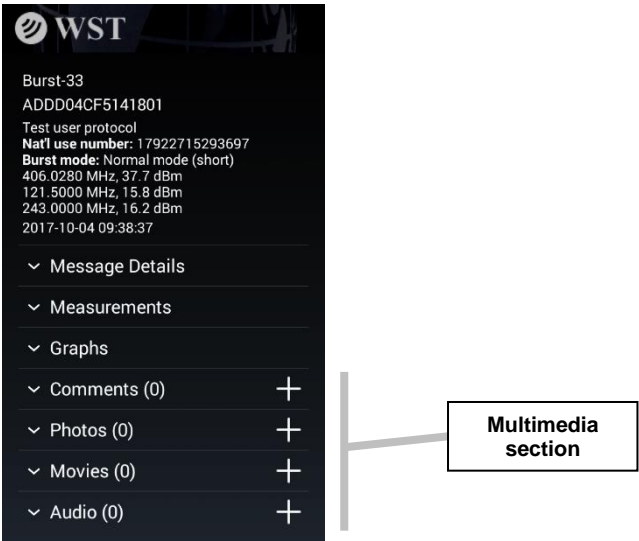 WST
Burst-33
ADDD04CF5141801
Test user protocol
Nat'l use number: 17922715293697
Burst mode: Normal mode (short)
406.0280 MHz, 37.7 dBm
121.5000 MHz, 15.8 dBm
243.0000 MHz, 16.2 dBm
2017-10-04 09:38:37
Message Details
Measurements
Graphs
Comments (0)
Photos (0)
Movies (0)
Audio (0)
Multimedia
section